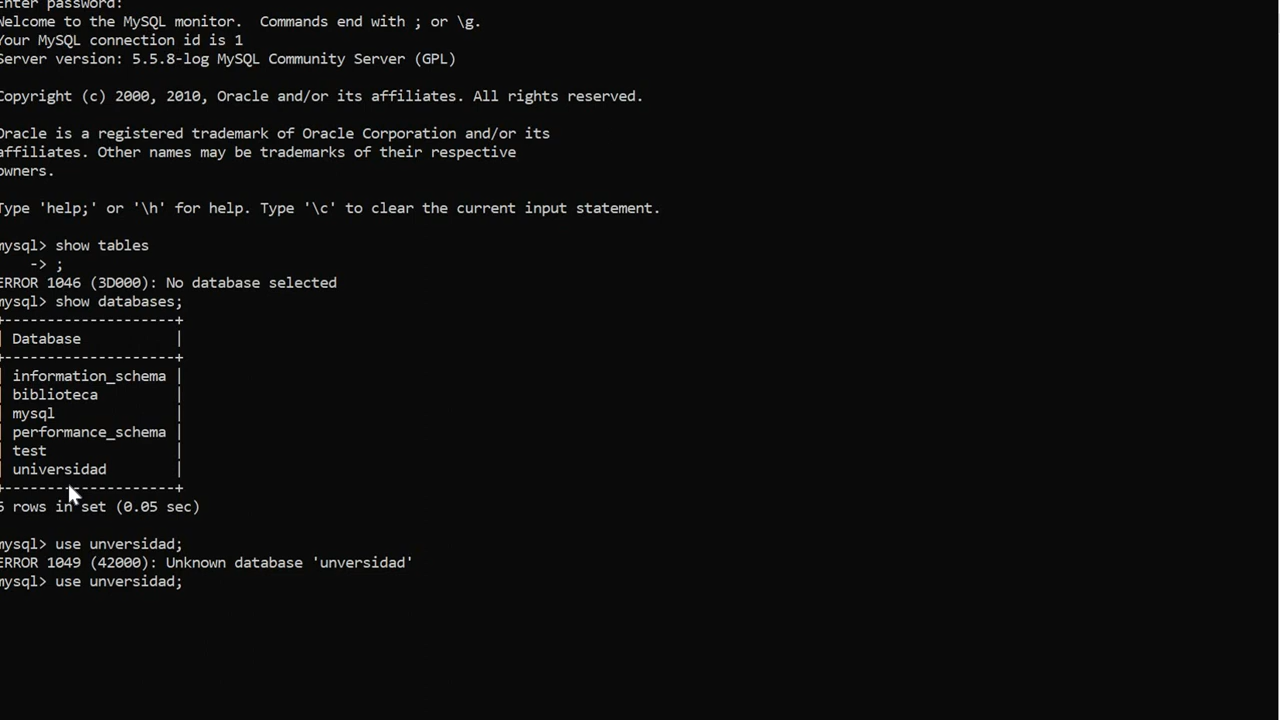 Enter password:
Welcome to the MySQL monitor.  Commands end with ; or \g.
Your MySQL connection id is 1
Server version: 5.5.8-log MySQL Community Server (GPL)
Copyright (c) 2000, 2010, Oracle and/or its affiliates. All rights reserved.
Oracle is a registered trademark of Oracle Corporation and/or its
affiliates. Other names may be trademarks of their respective
owners.
Type 'help;' or '\h' for help. Type '\c' to clear the current input statement.
mysql> show tables
    -> ;
ERROR 1046 (3D000): No database selected
mysql> show databases;
+--------------------+
| Database           |
+--------------------+
| information_schema |
| biblioteca         |
| mysql              |
| performance_schema |
| test               |
| universidad        |
+--------------------+
6 rows in set (0.05 sec)
mysql> use unversidad;
ERROR 1049 (42000): Unknown database 'unversidad'
mysql> use unversidad;